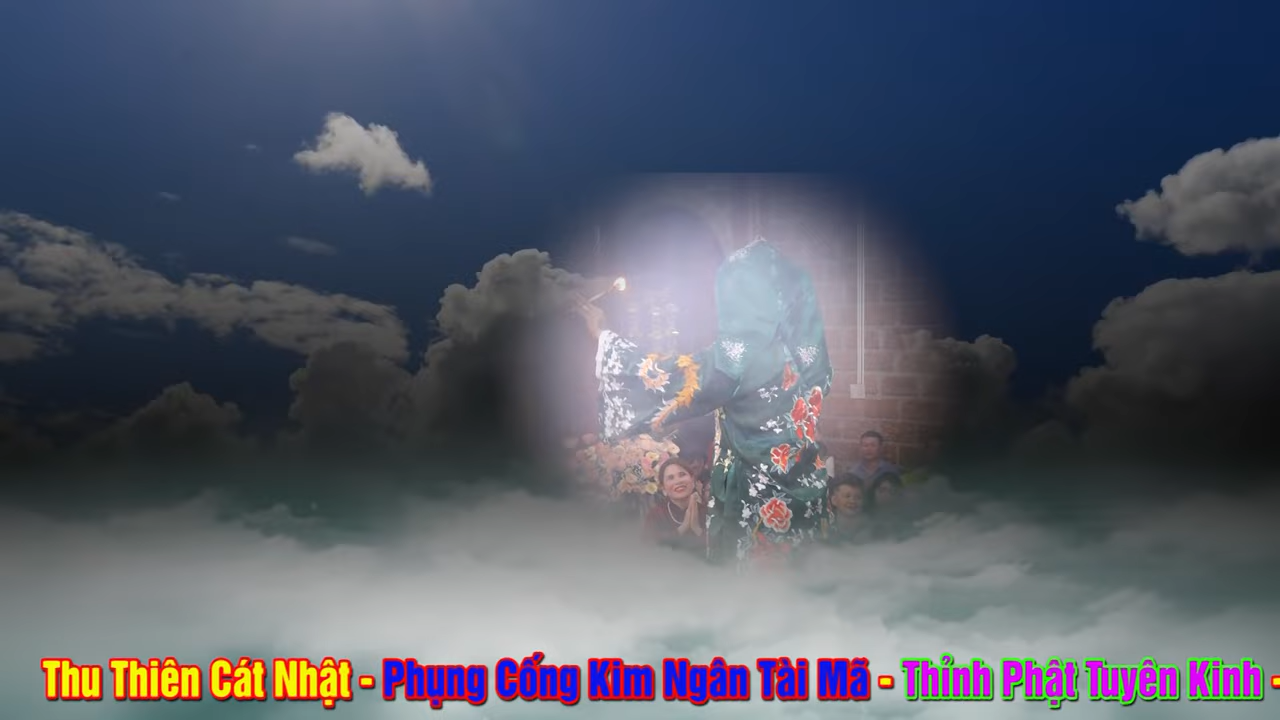 Thu Thiên Cát Nhật - Phụng Cống Kim Ngân Tài Mã - Thỉnh Phật Tuyên Kinh -